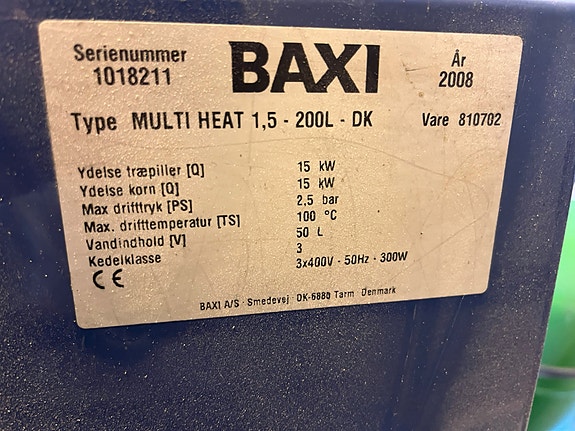 Serienummer
1018211
BAXI
År
2008
Type MULTI HEAT 1,5 - 200L - DK
Vare 810702
Ydelse træpiller [Q] 15 kW
Ydelse korn [Q] 15 kW
Max drifttryk [PS] 2,5 bar
Max. drifttemperatur [TS] 100 °C
Vandindhold [V] 50 L
Kedelklasse 3
3x400V - 50Hz - 300W
CE
BAXI A/S · Smedevej · DK-6880 Tarm · Denmark